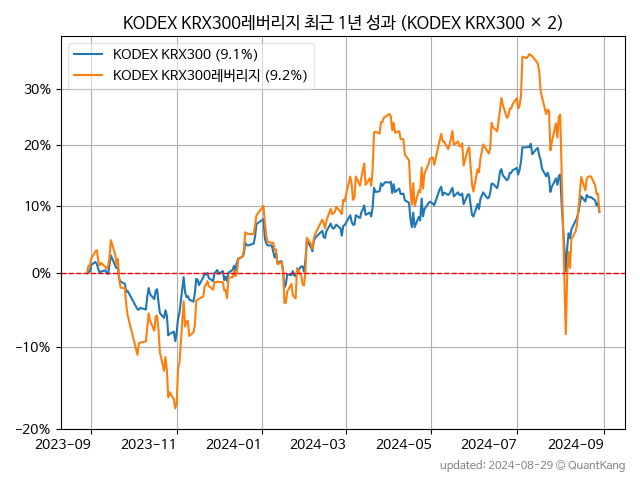 KODEX KRX300레버리지 최근 1년 성과 (KODEX KRX300 × 2)
KODEX KRX300 (9.1%)
KODEX KRX300레버리지 (9.2%)
30%
20%
10%
0%
-10%
-20%
2023-09 2023-11 2024-01 2024-03 2024-05 2024-07 2024-09
updated: 2024-08-29 © QuantKang